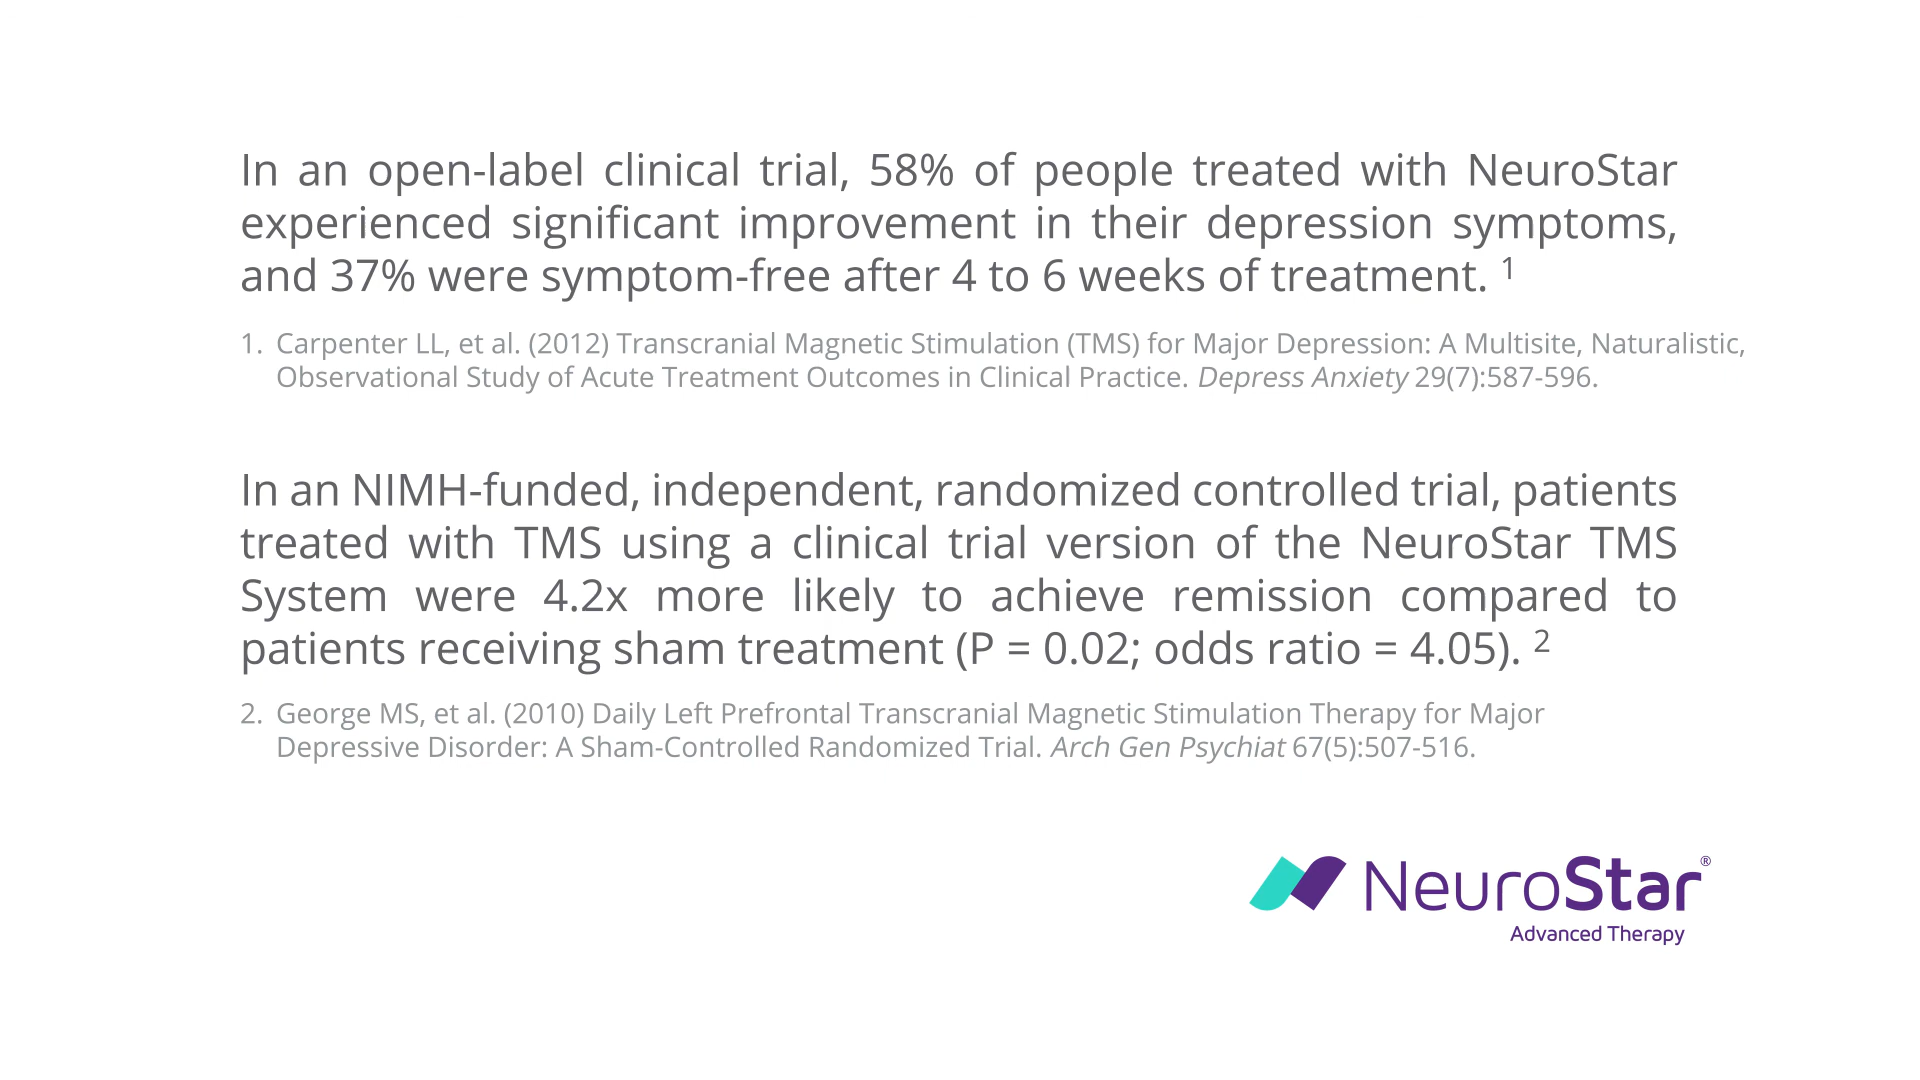 In an open-label clinical trial, 58% of people treated with NeuroStar
experienced significant improvement in their depression symptoms,
and 37% were symptom-free after 4 to 6 weeks of treatment. 1
1. Carpenter LL, et al. (2012) Transcranial Magnetic Stimulation (TMS) for Major Depression: A Multisite, Naturalistic,
Observational Study of Acute Treatment Outcomes in Clinical Practice. Depress Anxiety 29(7):587-596.
In an NIMH-funded, independent, randomized controlled trial, patients
treated with TMS using a clinical trial version of the NeuroStar TMS
System were 4.2x more likely to achieve remission compared to
patients receiving sham treatment (P = 0.02; odds ratio = 4.05). 2
2. George MS, et al. (2010) Daily Left Prefrontal Transcranial Magnetic Stimulation Therapy for Major
Depressive Disorder: A Sham-Controlled Randomized Trial. Arch Gen Psychiat 67(5):507-516.
NeuroStar®
Advanced Therapy